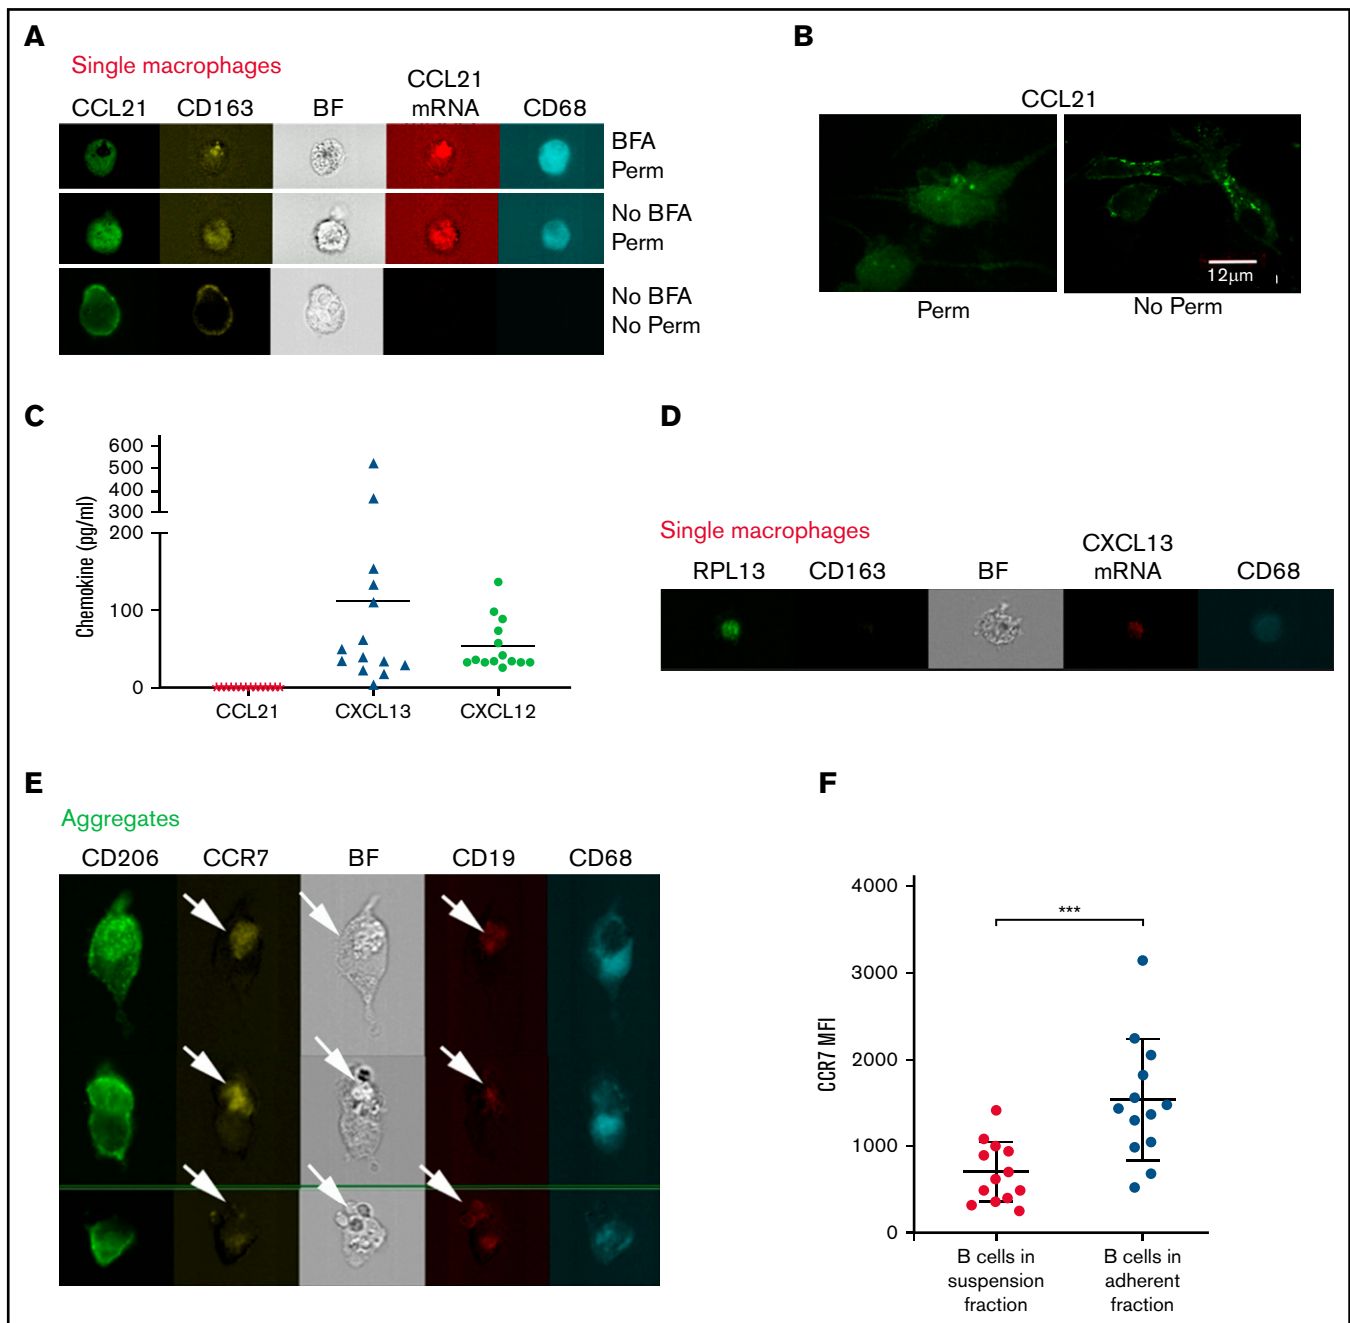 A
Single macrophages
CCL21 CD163 BF CCL21 mRNA CD68
BFA
Perm
No BFA
Perm
No BFA
No Perm
B
CCL21
12μm
Perm
No Perm
C
Chemokine (pg/ml)
600
500
400
300
200
100
0
CCL21 CXCL13 CXCL12
D
Single macrophages
RPL13 CD163 BF CXCL13 mRNA CD68
E
Aggregates
CD206 CCR7 BF CD19 CD68
F
CCR7 MFI
4000
3000
2000
1000
0
***
B cells in
suspension
fraction
B cells in
adherent
fraction